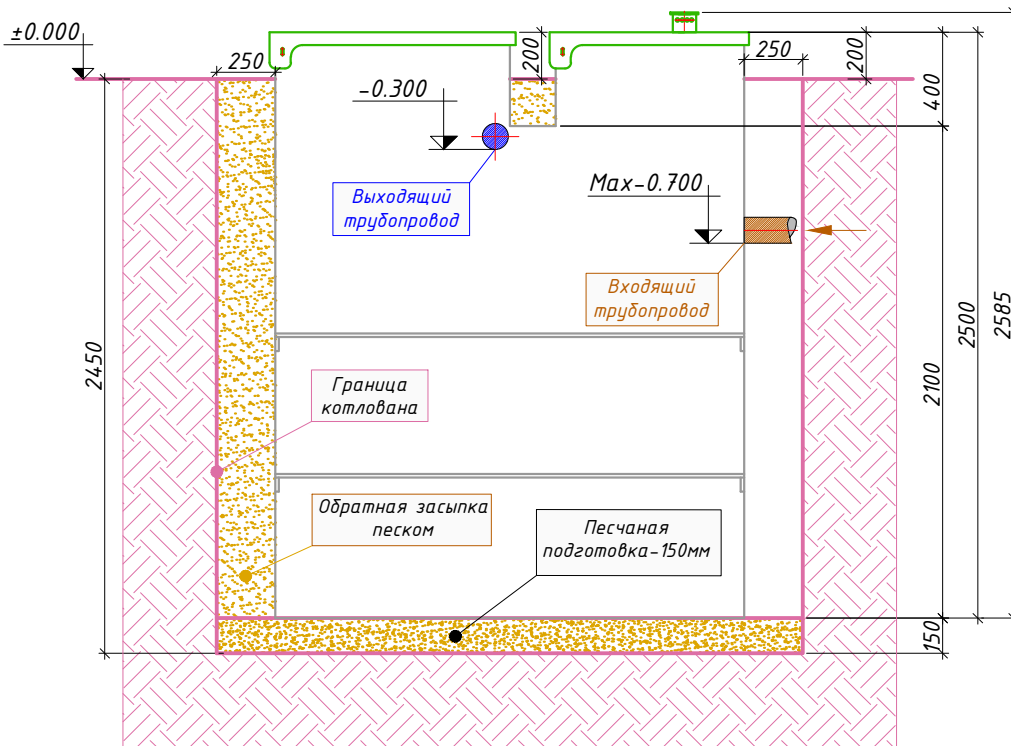 ±0.000
250
200
250
200
400
-0.300
Max-0.700
Выходящий
трубопровод
Входящий
трубопровод
2585
2500
2450
2100
Граница
котлована
Обратная засыпка
песком
Песчаная
подготовка-150мм
150